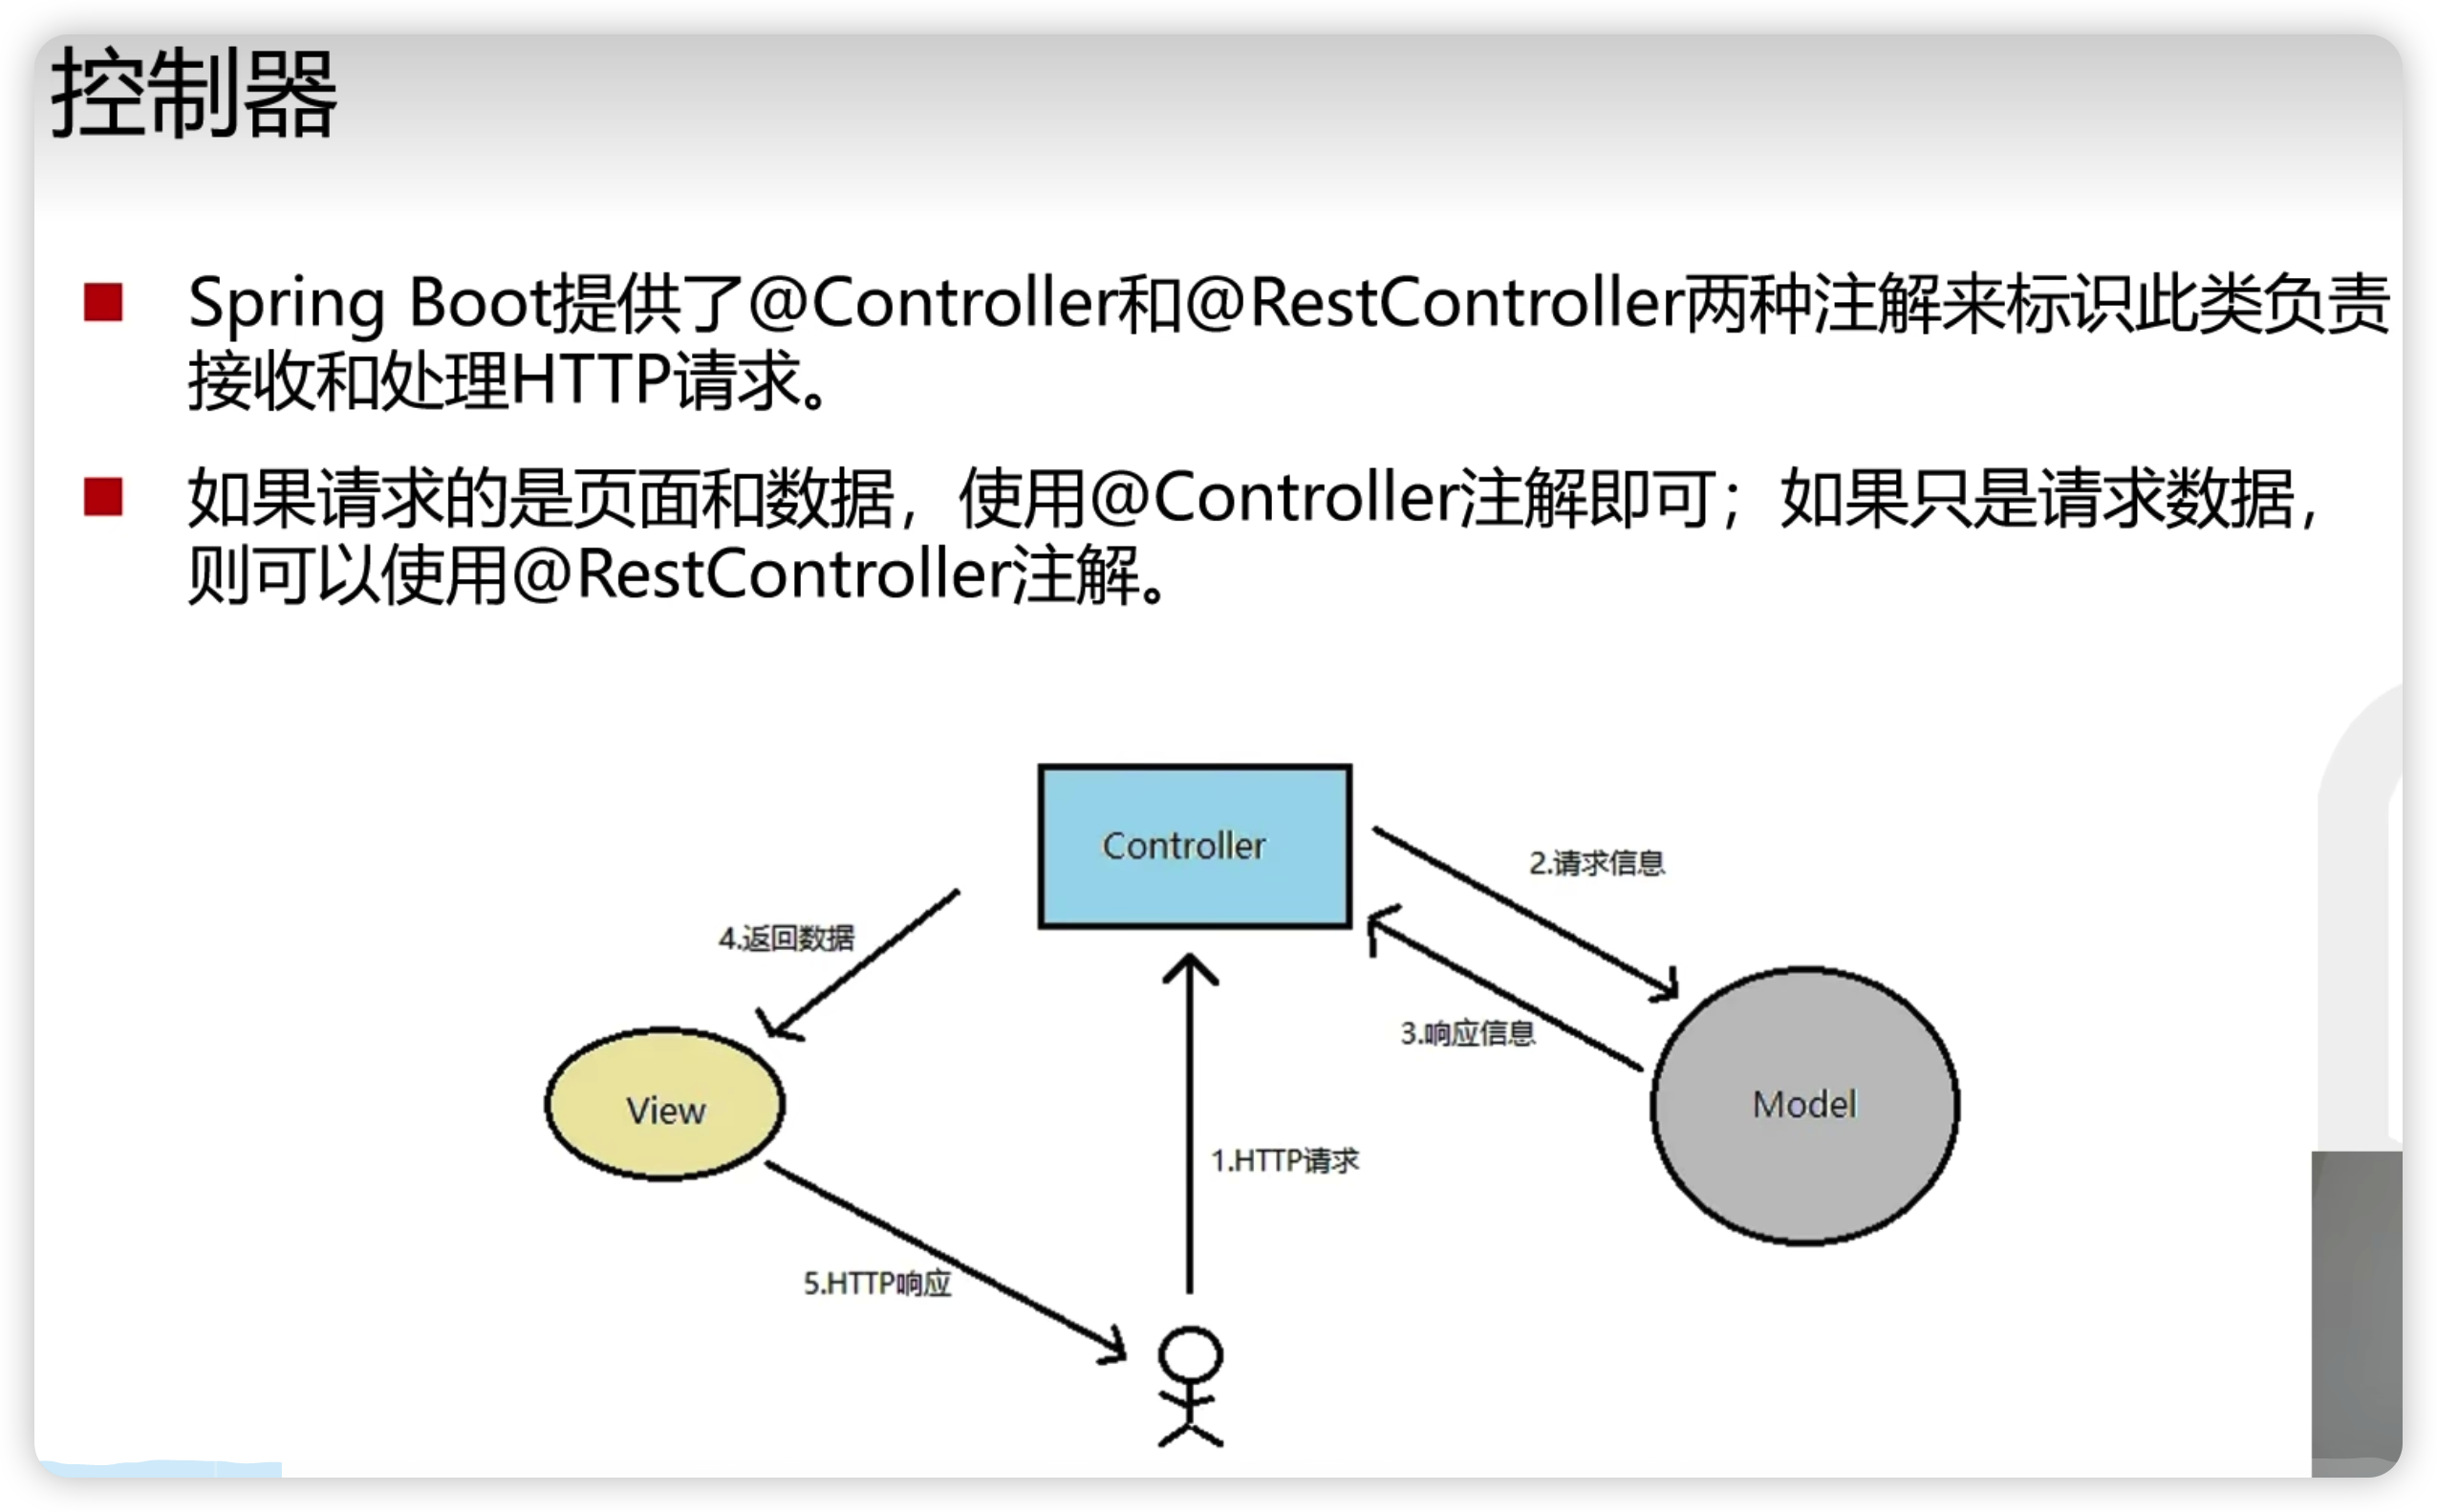 控制器
Spring Boot提供了@Controller和@RestController两种注解来标识此类负责
接收和处理HTTP请求。
如果请求的是页面和数据，使用@Controller注解即可；如果只是请求数据，
则可以使用@RestController注解。
Controller
2.请求信息
4.返回数据
3.响应信息
View
Model
1.HTTP请求
5.HTTP响应